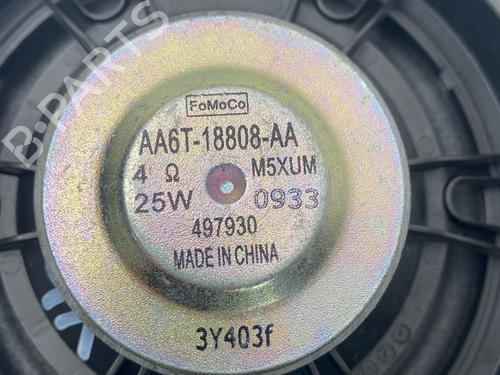 FoMoCo
AA6T-18808-AA
4 Ω M5XUM
25W 0933
497930
MADE IN CHINA
3Y403f
B-PARTS